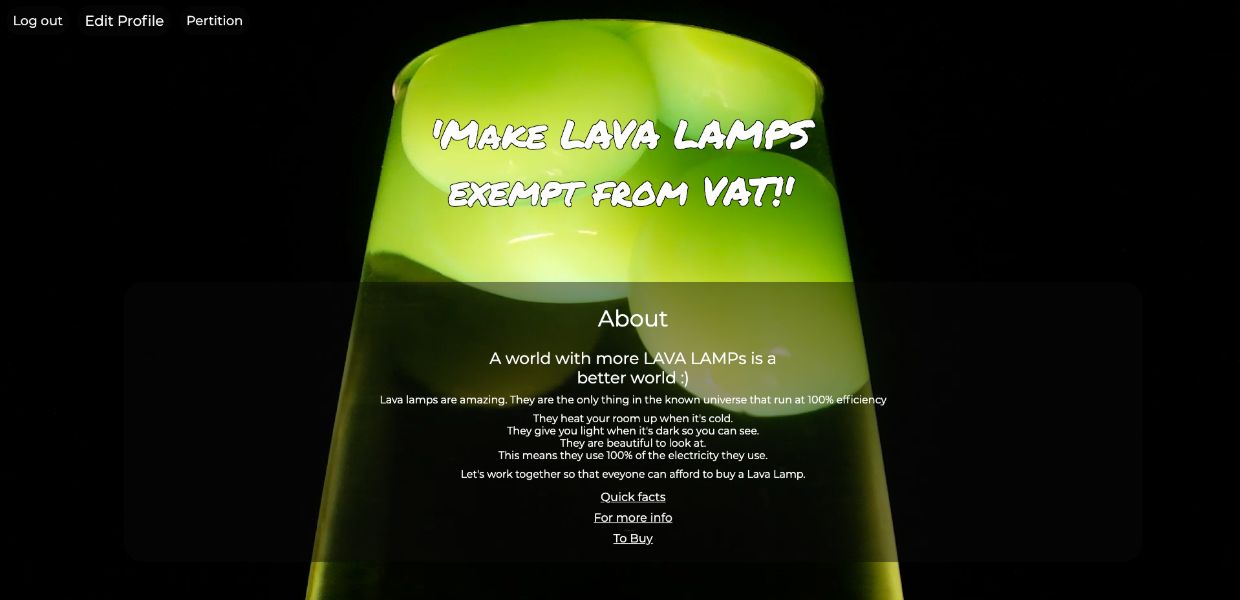 Log out Edit Profile Pertition
'Make LAVA LAMPS
exempt from VAT!'
About
A world with more LAVA LAMPs is a
better world :)
Lava lamps are amazing. They are the only thing in the known universe that run at 100% efficiency
They heat your room up when it's cold.
They give you light when it's dark so you can see.
They are beautiful to look at.
This means they use 100% of the electricity they use.
Let's work together so that eveyone can afford to buy a Lava Lamp.
Quick facts
For more info
To Buy